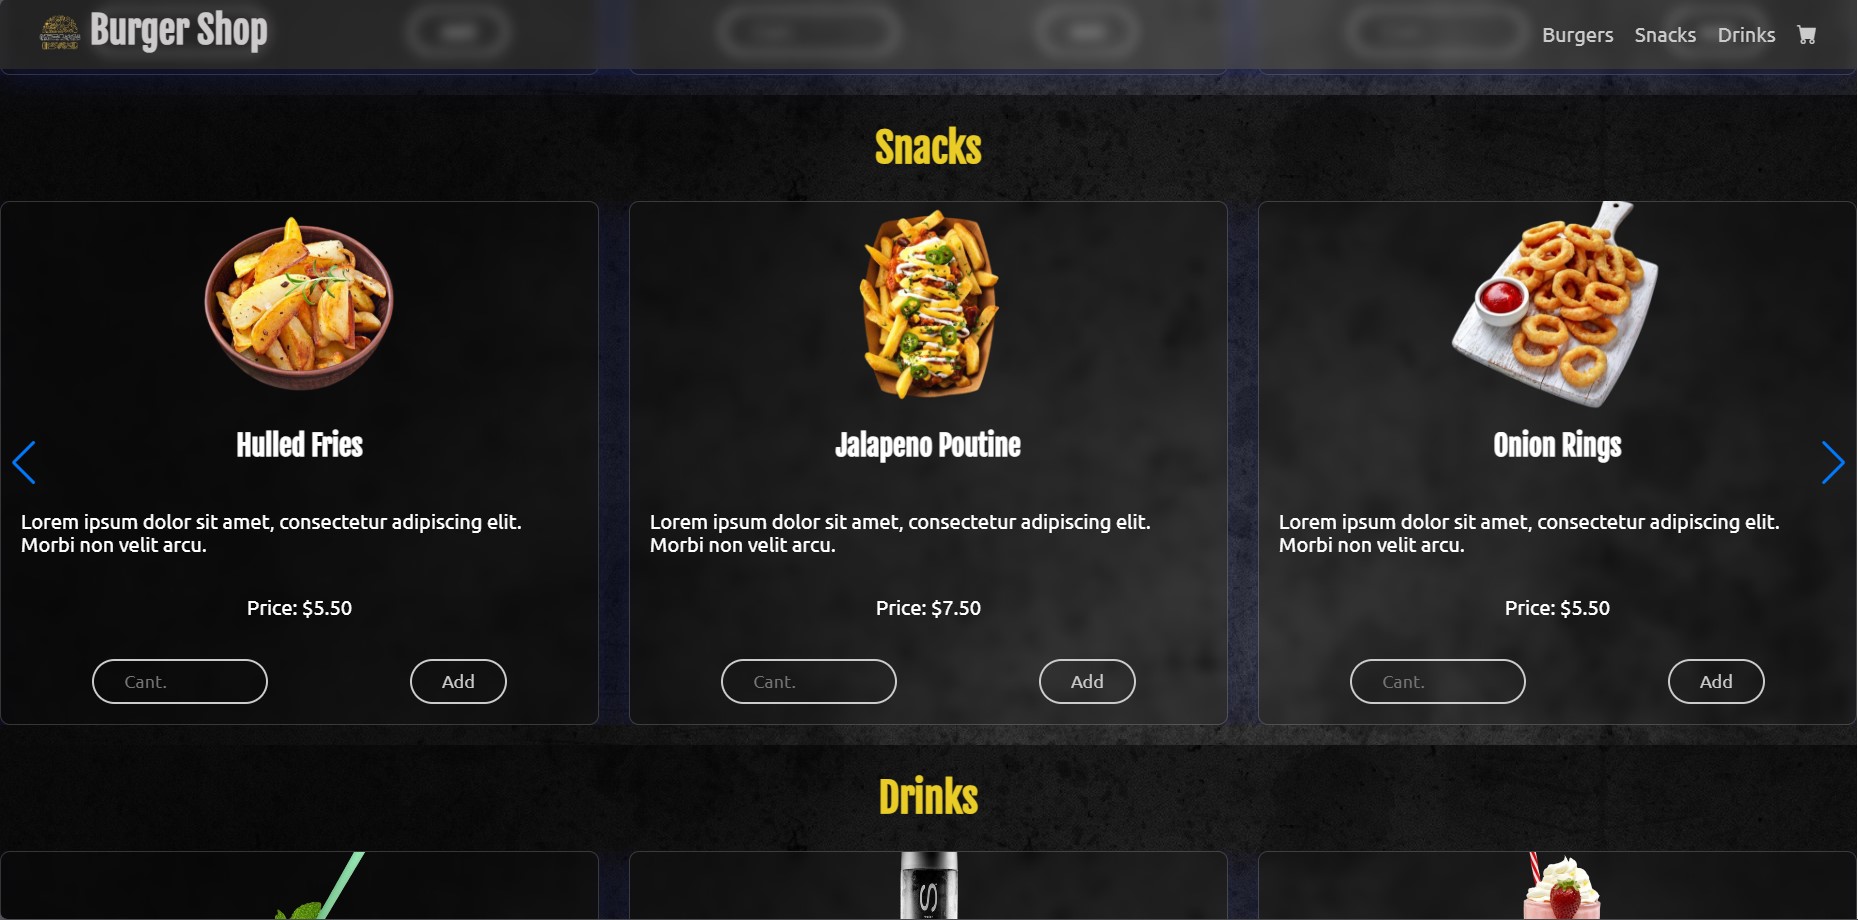 Burger Shop
Burgers Snacks Drinks
Snacks
Hulled Fries
Lorem ipsum dolor sit amet, consectetur adipiscing elit.
Morbi non velit arcu.
Price: $5.50
Cant. Add
Jalapeno Poutine
Lorem ipsum dolor sit amet, consectetur adipiscing elit.
Morbi non velit arcu.
Price: $7.50
Cant. Add
Onion Rings
Lorem ipsum dolor sit amet, consectetur adipiscing elit.
Morbi non velit arcu.
Price: $5.50
Cant. Add
Drinks